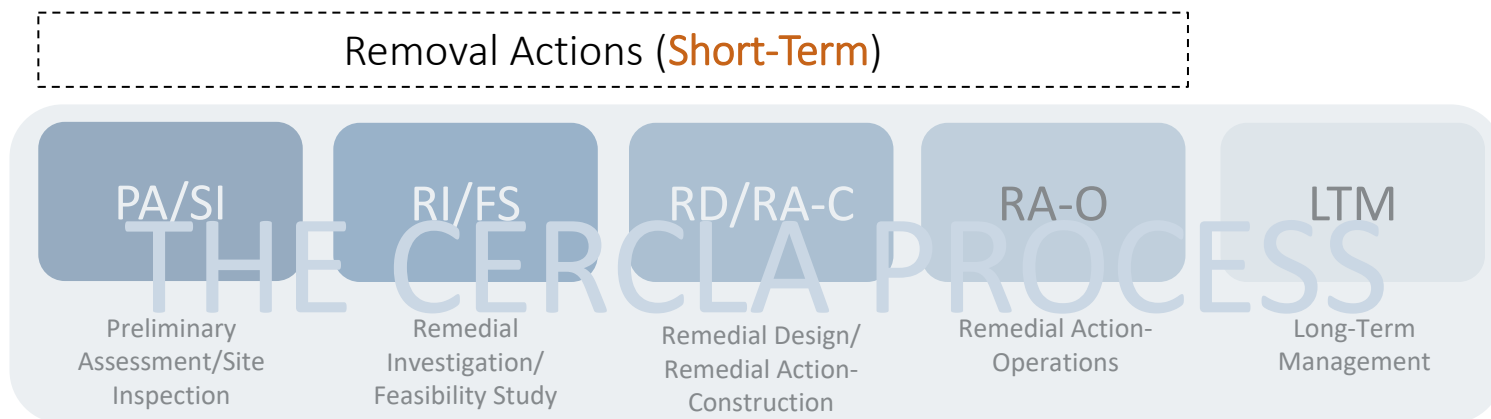 Removal Actions (Short-Term)
PA/SI
RI/FS
RD/RA-C
RA-O
LTM
THE CERCLA PROCESS
Preliminary
Assessment/Site
Inspection
Remedial
Investigation/
Feasibility Study
Remedial Design/
Remedial Action-
Construction
Remedial Action-
Operations
Long-Term
Management